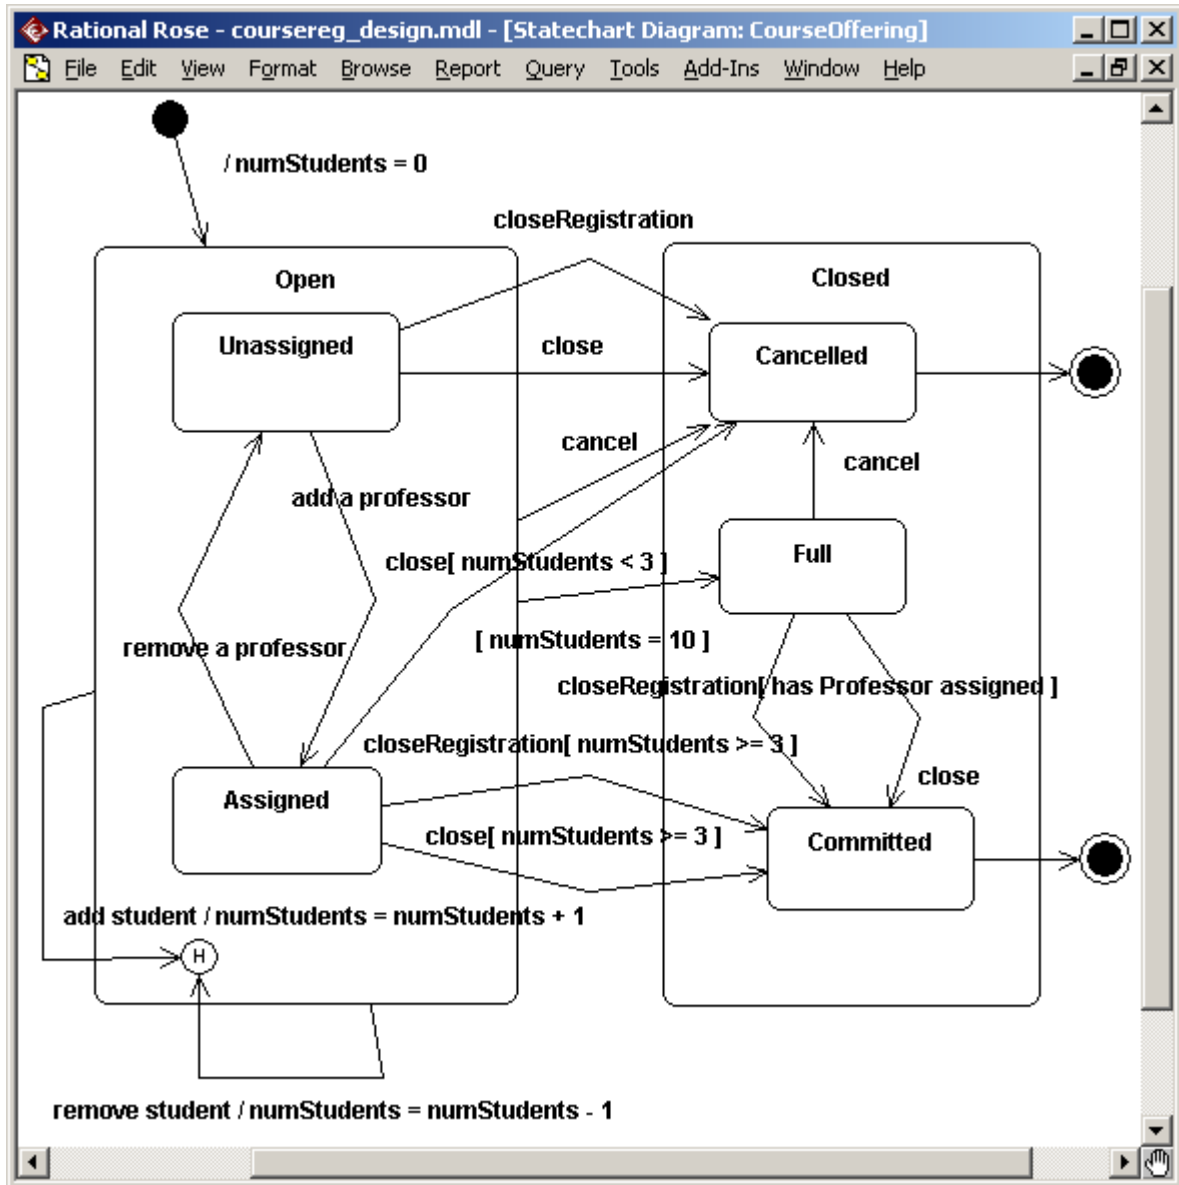 Rational Rose - coursereg_design.mdl - [Statechart Diagram: CourseOffering]
File Edit View Format Browse Report Query Tools Add-Ins Window Help
/ numStudents = 0
closeRegistration
Open
Closed
Unassigned
close
Cancelled
cancel
cancel
add a professor
close[ numStudents < 3 ]
Full
[ numStudents = 10 ]
remove a professor
closeRegistration[ has Professor assigned ]
closeRegistration[ numStudents >= 3 ]
close
Assigned
close[ numStudents >= 3 ]
Committed
add student / numStudents = numStudents + 1
H
remove student / numStudents = numStudents - 1